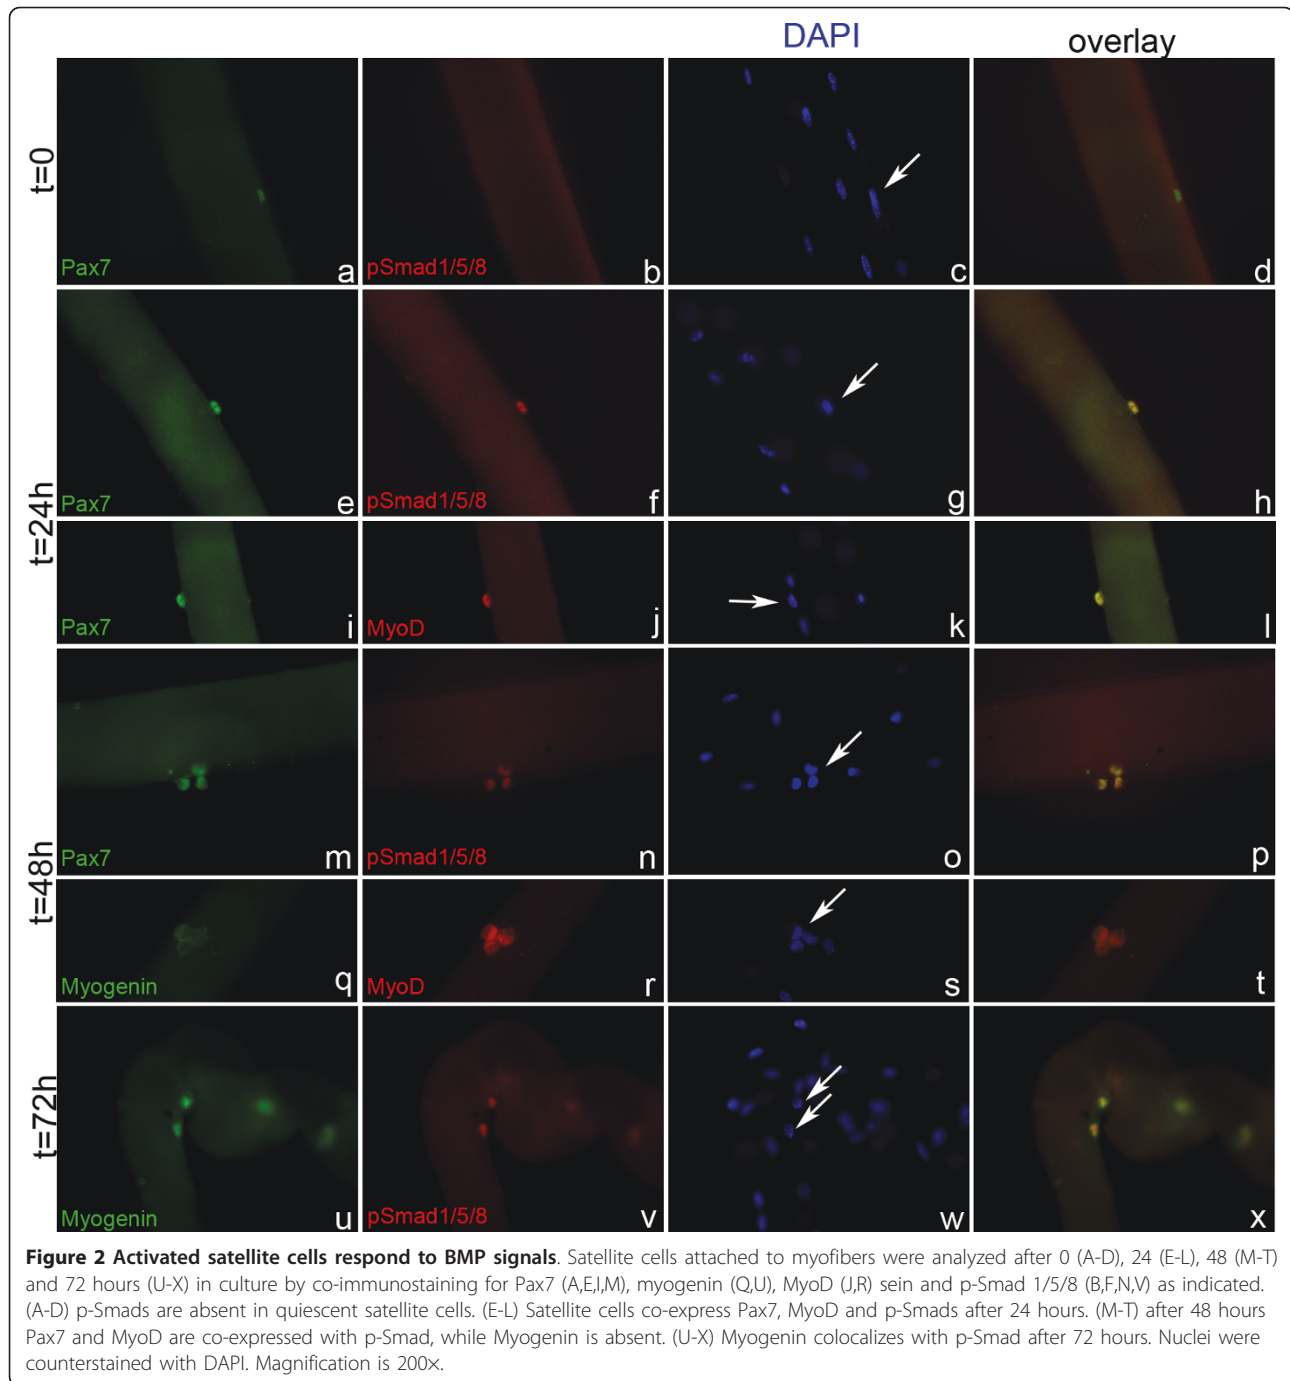 DAPI
overlay
t=0
Pax7
a
pSmad1/5/8
b
c
d
t=24h
Pax7
e
pSmad1/5/8
f
g
h
Pax7
i
MyoD
j
k
l
t=48h
Pax7
m
pSmad1/5/8
n
o
p
Myogenin
q
MyoD
r
s
t
t=72h
Myogenin
u
pSmad1/5/8
v
w
x
Figure 2 Activated satellite cells respond to BMP signals. Satellite cells attached to myofibers were analyzed after 0 (A-D), 24 (E-L), 48 (M-T)
and 72 hours (U-X) in culture by co-immunostaining for Pax7 (A,E,I,M), myogenin (Q,U), MyoD (J,R) sein and p-Smad 1/5/8 (B,F,N,V) as indicated.
(A-D) p-Smads are absent in quiescent satellite cells. (E-L) Satellite cells co-express Pax7, MyoD and p-Smads after 24 hours. (M-T) after 48 hours
Pax7 and MyoD are co-expressed with p-Smad, while Myogenin is absent. (U-X) Myogenin colocalizes with p-Smad after 72 hours. Nuclei were
counterstained with DAPI. Magnification is 200×.